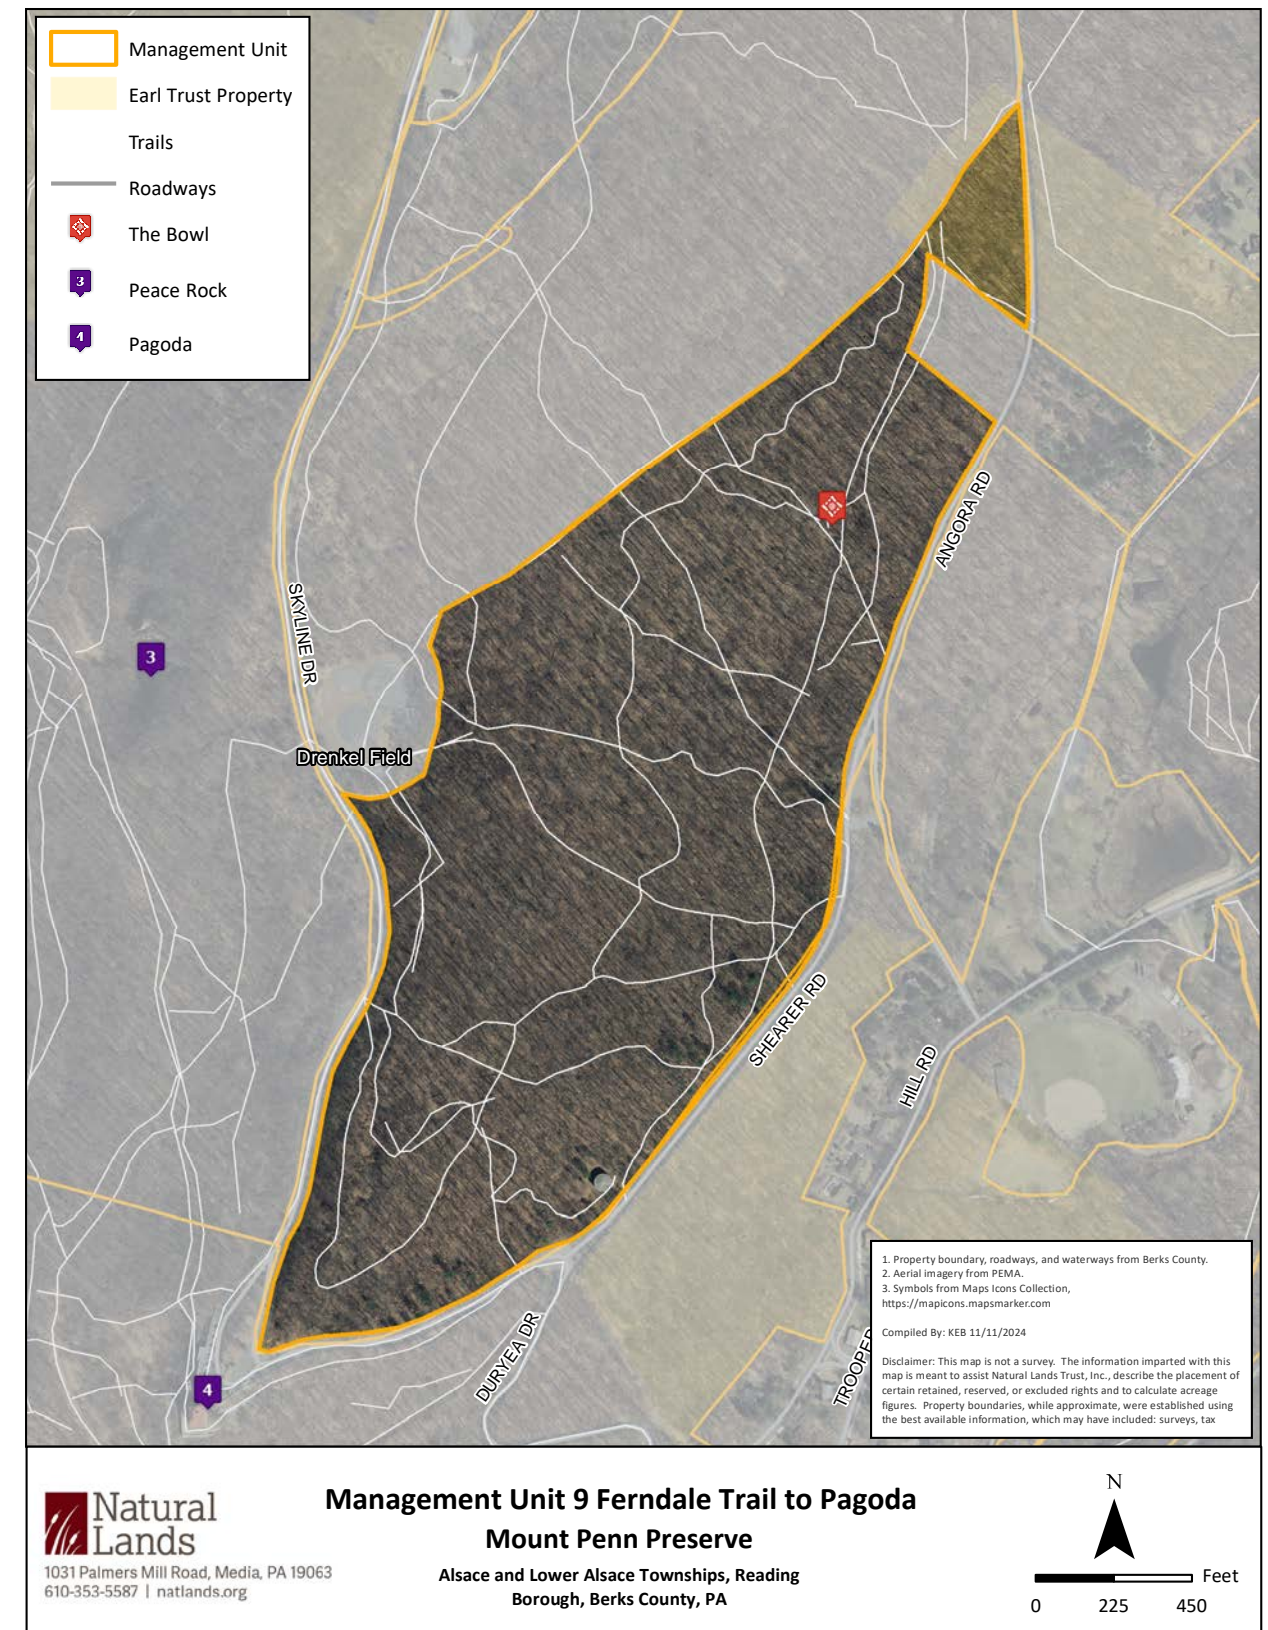 Management Unit
Earl Trust Property
Trails
Roadways
The Bowl
3
Peace Rock
4
Pagoda
SKYLINE DR
ANGORA RD
3
Drenkel Field
SHEARER RD
HILL RD
DURYEA DR
TROOPER
4
1. Property boundary, roadways, and waterways from Berks County.
2. Aerial imagery from PEMA.
3. Symbols from Maps Icons Collection,
https://mapicons.mapsmarker.com
Compiled By: KEB 11/11/2024
Disclaimer: This map is not a survey. The information imparted with this
map is meant to assist Natural Lands Trust, Inc., describe the placement of
certain retained, reserved, or excluded rights and to calculate acreage
figures. Property boundaries, while approximate, were established using
the best available information, which may have included: surveys, tax
Natural
Lands
1031 Palmers Mill Road, Media, PA 19063
610-353-5587 | natlands.org
Management Unit 9 Ferndale Trail to Pagoda
Mount Penn Preserve
Alsace and Lower Alsace Townships, Reading
Borough, Berks County, PA
N
Feet
0 225 450